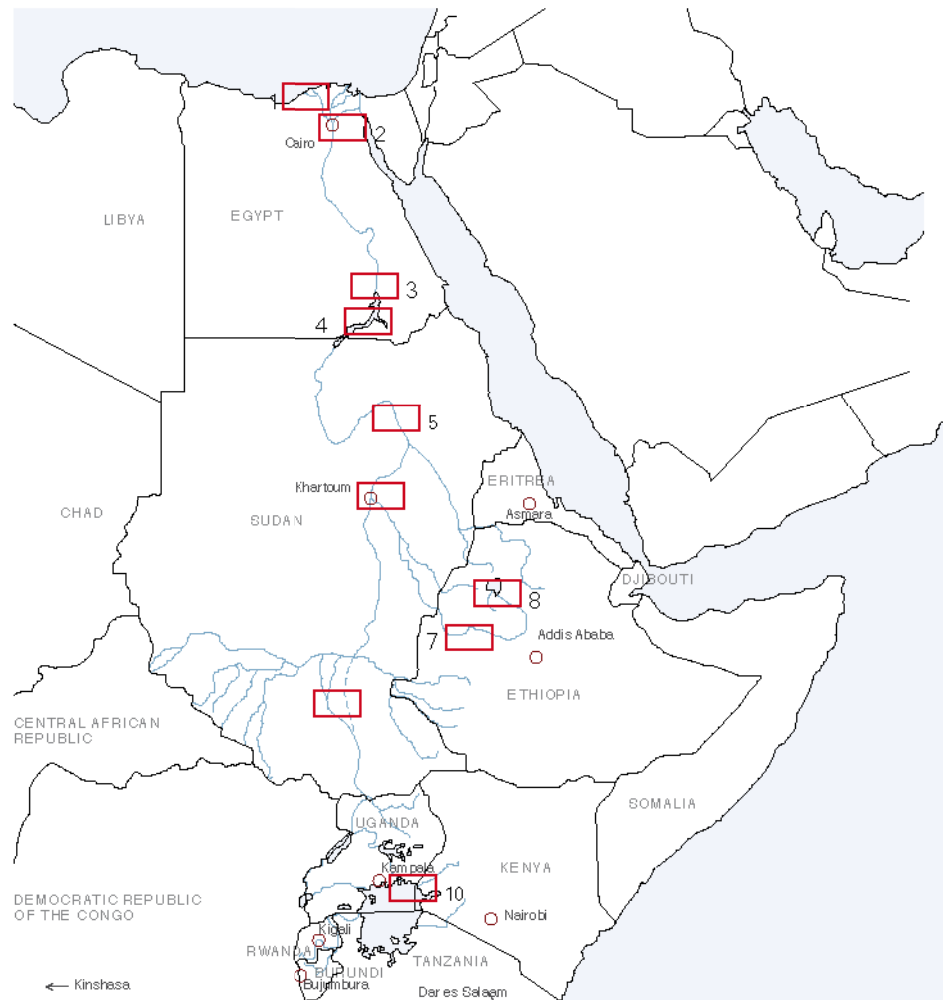 Cairo
2
LIBYA
EGYPT
3
4
5
Khartoum
ERITREA
Asmara
CHAD
SUDAN
DJIBOUTI
8
7
Addis Ababa
ETHIOPIA
CENTRAL AFRICAN
REPUBLIC
SOMALIA
UGANDA
Kampala
KENYA
10
DEMOCRATIC REPUBLIC
OF THE CONGO
Nairobi
Kigali
RWANDA
TANZANIA
BURUNDI
Bujumbura
← Kinshasa
Dar es Salaam